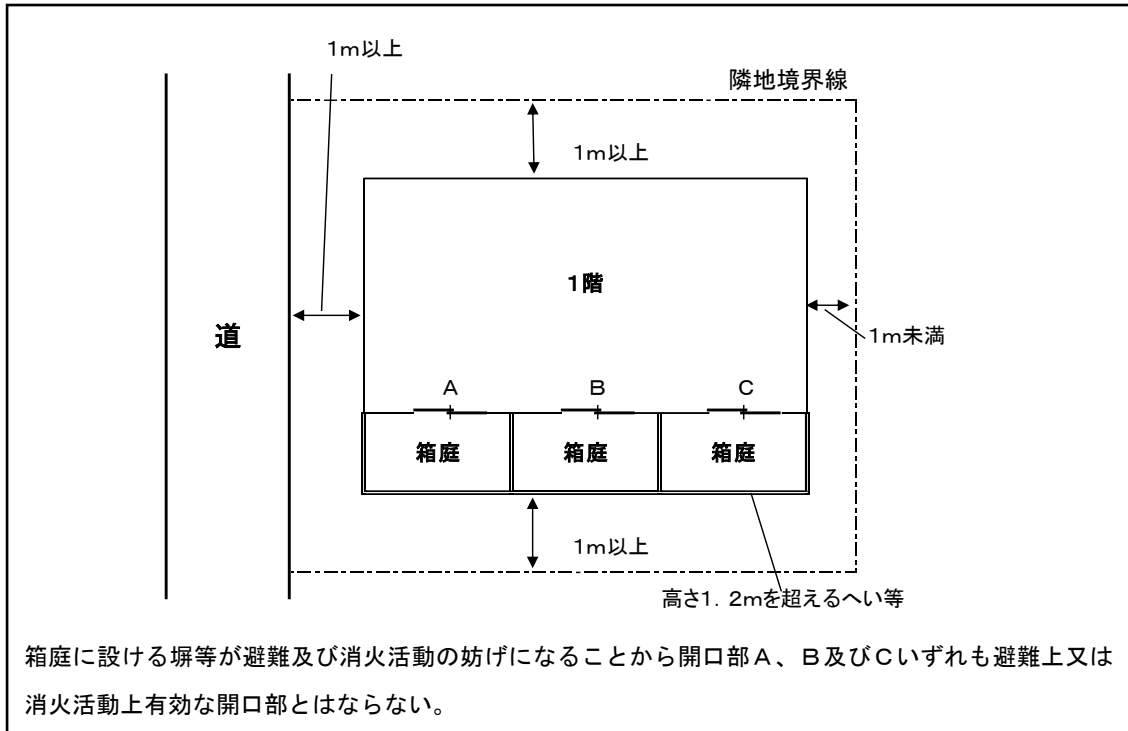 1m以上
隣地境界線
1m以上
1階
道
1m未満
A
B
C
箱庭
箱庭
箱庭
1m以上
高さ1.2mを超えるへい等
箱庭に設ける塀等が避難及び消火活動の妨げになることから開口部A、B及びCいずれも避難上又は
消火活動上有効な開口部とはならない。